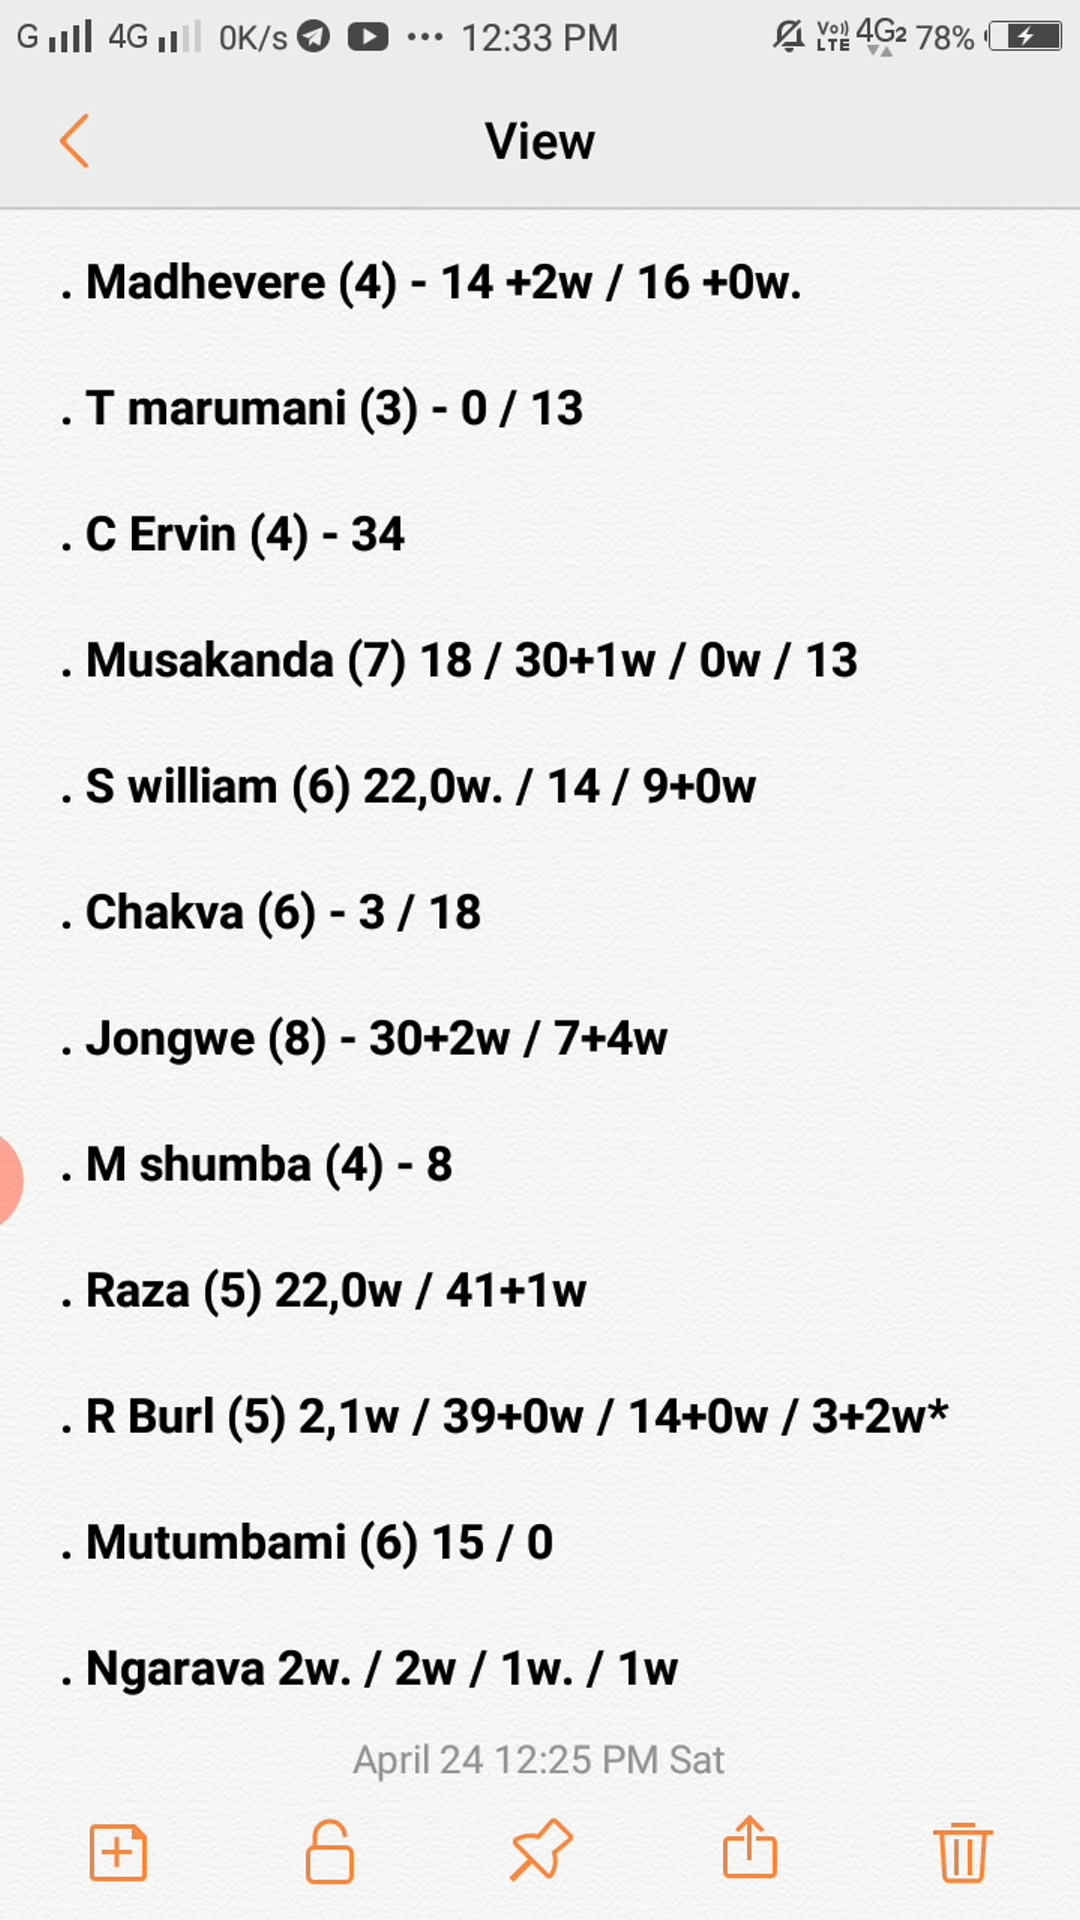 G 4G 0K/s ... 12:33 PM Vo)) LTE 4G2 78%
View
. Madhevere (4) - 14 +2w / 16 +0w.
. T marumani (3) - 0 / 13
. C Ervin (4) - 34
. Musakanda (7) 18 / 30+1w / 0w / 13
. S william (6) 22,0w. / 14 / 9+0w
. Chakva (6) - 3 / 18
. Jongwe (8) - 30+2w / 7+4w
. M shumba (4) - 8
. Raza (5) 22,0w / 41+1w
. R Burl (5) 2,1w / 39+0w / 14+0w / 3+2w*
. Mutumbami (6) 15 / 0
. Ngarava 2w. / 2w / 1w. / 1w
April 24 12:25 PM Sat